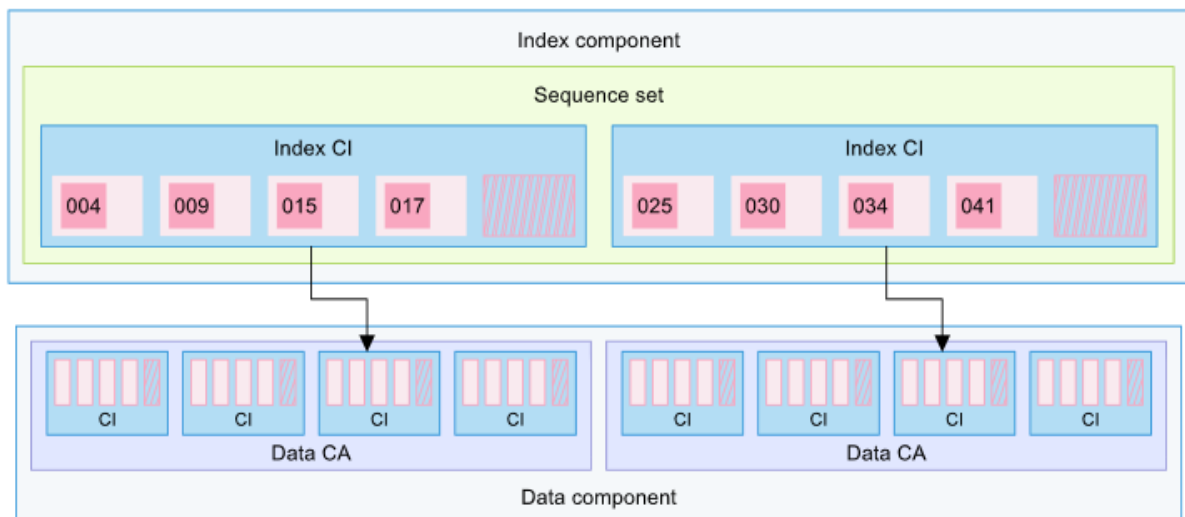 Index component
Sequence set
Index CI Index CI
004 009 015 017 025 030 034 041
CI CI CI CI CI CI CI CI
Data CA Data CA
Data component